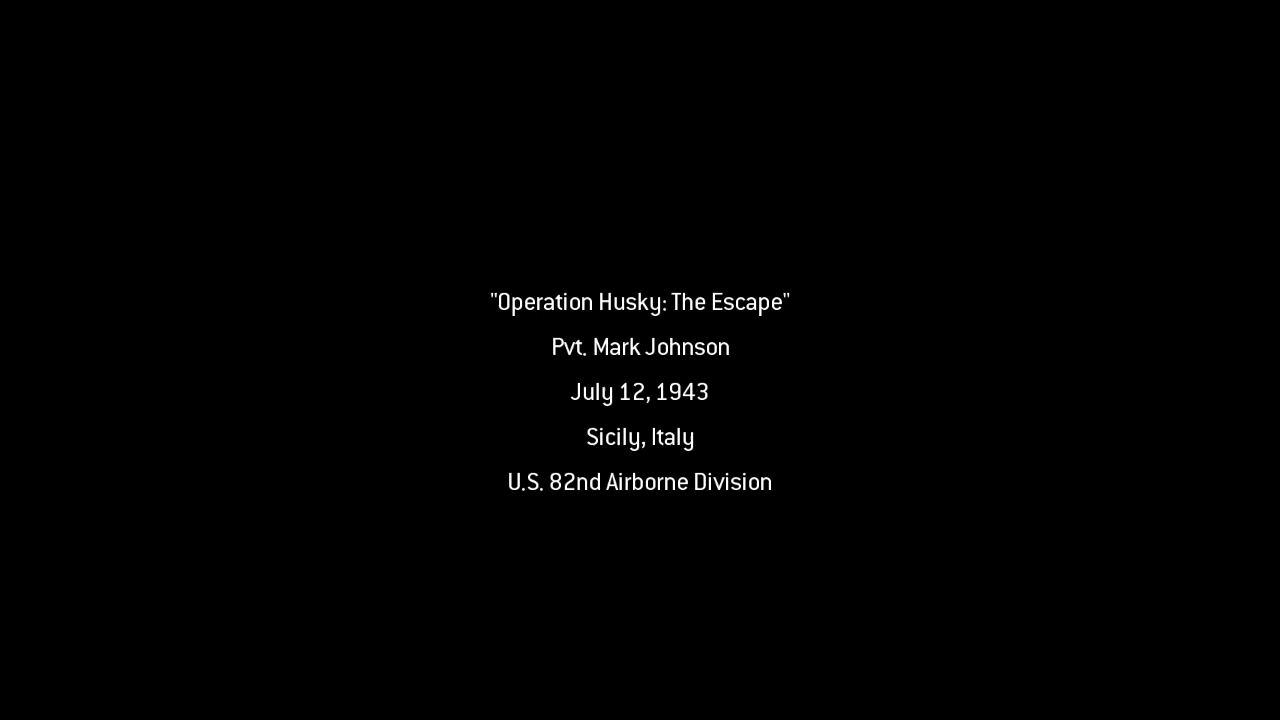 "Operation Husky: The Escape"
Pvt. Mark Johnson
July 12, 1943
Sicily, Italy
U.S. 82nd Airborne Division